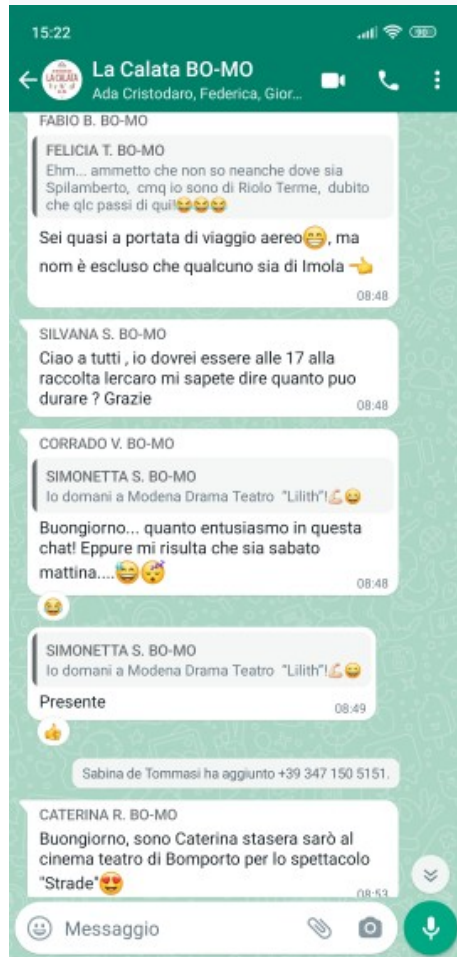 15:22
La Calata BO-MO
Ada Cristodaro, Federica, Gior...
FABIO B. BO-MO
FELICIA T. BO-MO
Ehm... ammetto che non so neanche dove sia
Spilamberto, cmq io sono di Riolo Terme, dubito
che qlc passi di qui!😂😂😂
Sei quasi a portata di viaggio aereo😁, ma
nom è escluso che qualcuno sia di Imola 👈
08:48
SILVANA S. BO-MO
Ciao a tutti , io dovrei essere alle 17 alla
raccolta lercaro mi sapete dire quanto puo
durare ? Grazie
08:48
CORRADO V. BO-MO
SIMONETTA S. BO-MO
Io domani a Modena Drama Teatro "Lilith"!💪😄
Buongiorno... quanto entusiasmo in questa
chat! Eppure mi risulta che sia sabato
mattina....😅😴
08:48
SIMONETTA S. BO-MO
Io domani a Modena Drama Teatro "Lilith"!💪😄
Presente
08:49
Sabina de Tommasi ha aggiunto +39 347 150 5151.
CATERINA R. BO-MO
Buongiorno, sono Caterina stasera sarò al
cinema teatro di Bomporto per lo spettacolo
"Strade"😍
08:53
Messaggio